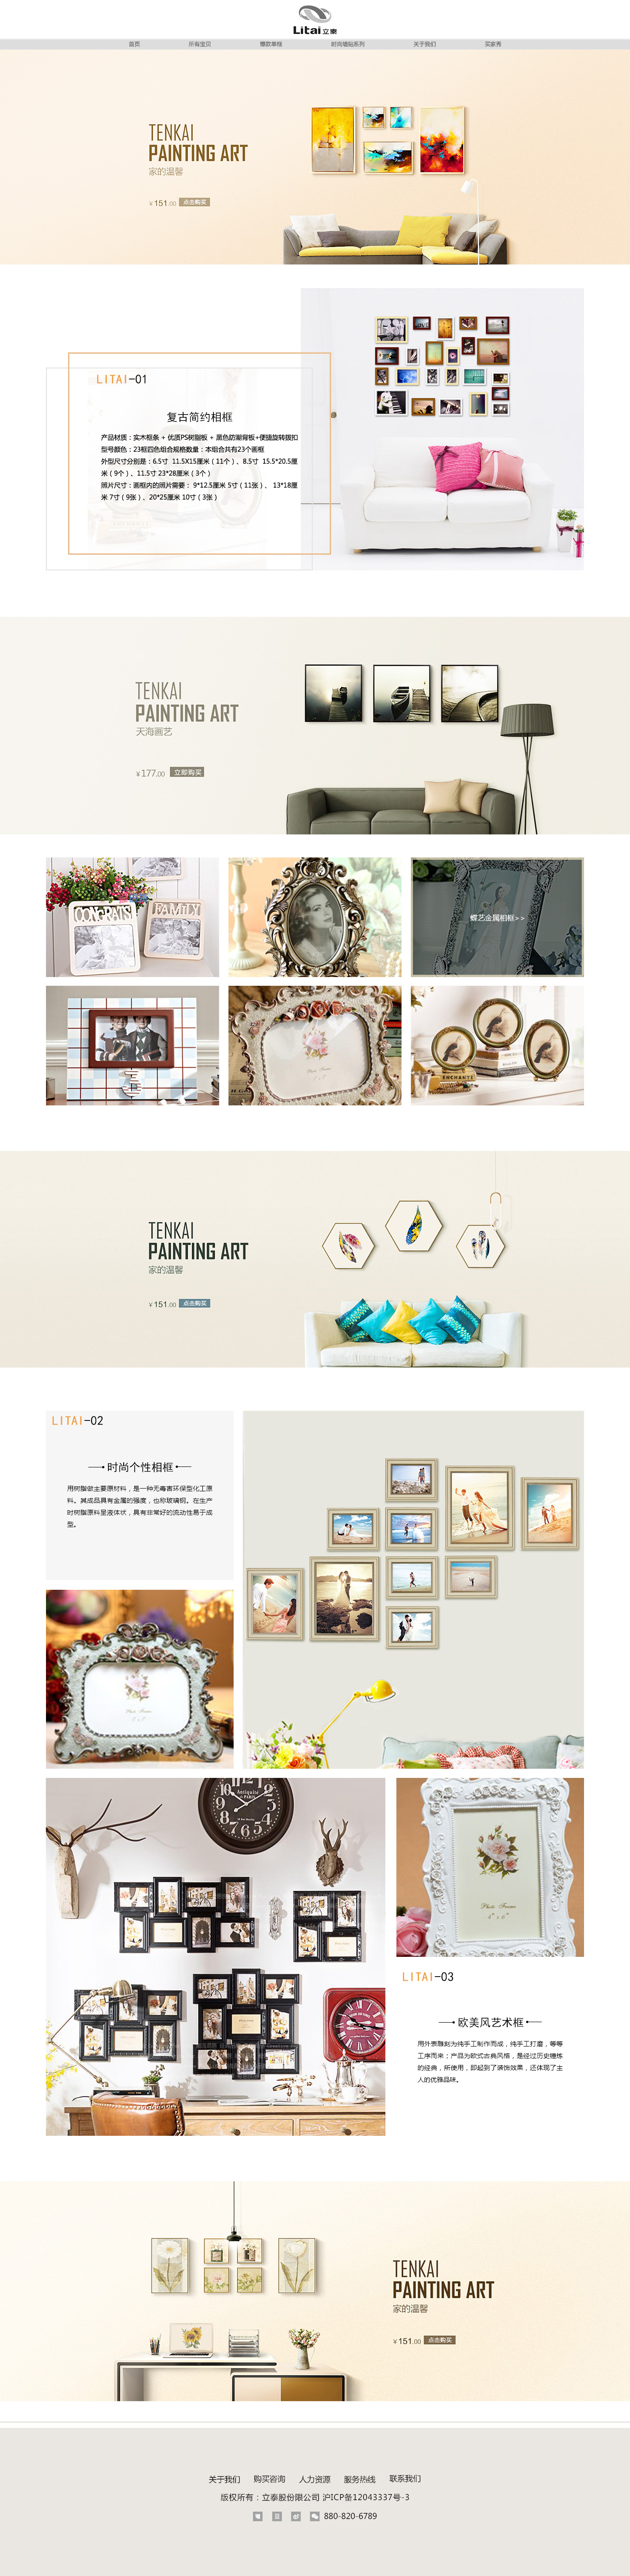 Litai立泰
首页 所有宝贝 爆款单框 时尚墙贴系列 关于我们 买家秀
TENKAI
PAINTING ART
家的温馨
¥151.00 点击购买
LITAI-01
复古简约相框
产品材质：实木框条 + 优质PS树脂板 + 黑色防潮背板+便捷旋转拨扣
型号颜色：23框四色组合规格数量：本组合共有23个画框
外型尺寸分别是：6.5寸 11.5X15厘米（11个）、8.5寸 15.5*20.5厘
米（9个）、11.5寸 23*28厘米（3个）
照片尺寸：画框内的照片需要： 9*12.5厘米 5寸（11张）、13*18厘
米 7寸（9张）、20*25厘米 10寸（3张）
TENKAI
PAINTING ART
天海画艺
¥177.00 立即购买
CONGRATS
FAMILY
蝶艺金属相框>>
ENCHANTE
TENKAI
PAINTING ART
家的温馨
¥151.00 点击购买
LITAI-02
时尚个性相框
用树脂做主要原材料，是一种无毒害环保型化工原
料。其成品具有金属的强度，也称玻璃钢。在生产
时树脂原料呈液体状，具有非常好的流动性易于成
型。
Photo Frame
Antiquité
DE PARIS
Photo Frame
6" x 8"
LITAI-03
欧美风艺术框
用外表雕刻为纯手工制作而成，纯手工打磨，等等
工序而来；产品为欧式古典风格，是经过历史锤炼
的经典，所使用，即起到了装饰效果，还体现了主
人的优雅品味。
TENKAI
PAINTING ART
家的温馨
¥151.00 点击购买
关于我们 购买咨询 人力资源 服务热线 联系我们
版权所有：立泰股份限公司 沪ICP备12043337号-3
880-820-6789